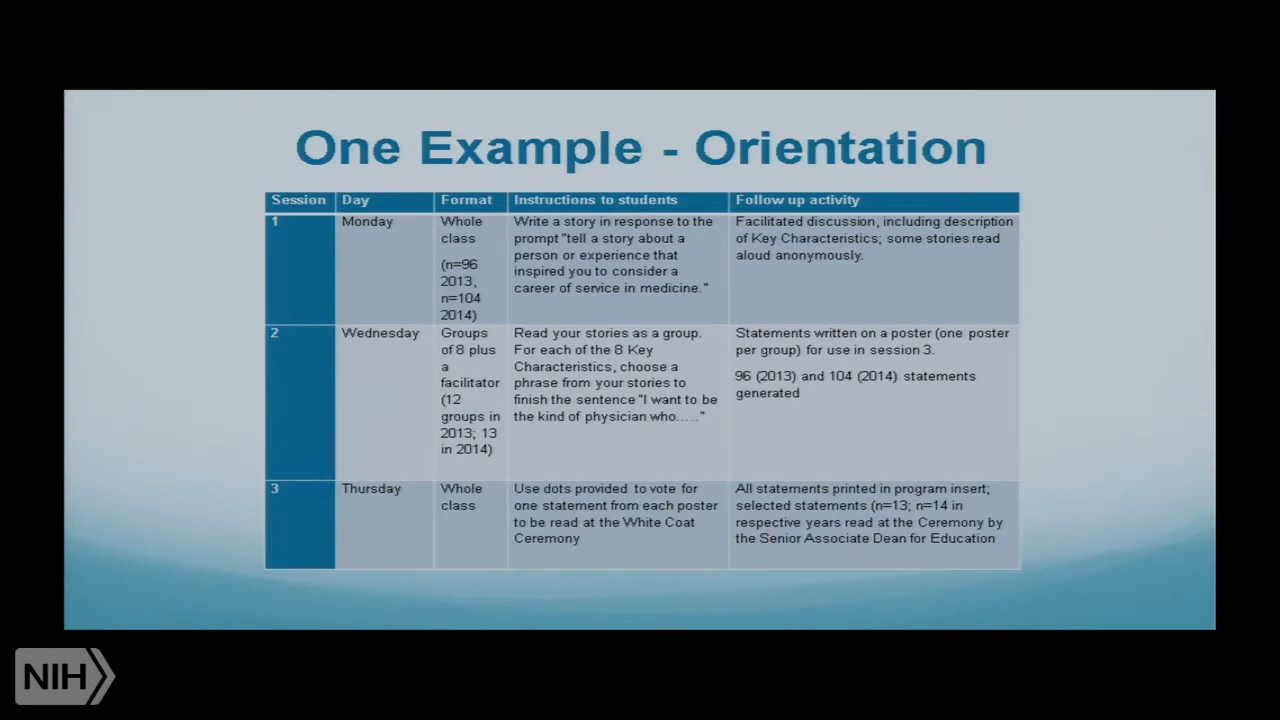 One Example - Orientation
Session Day Format Instructions to students Follow up activity
1
Monday
Whole
class
(n=96
2013,
n=104
2014)
Write a story in response to the
prompt "tell a story about a
person or experience that
inspired you to consider a
career of service in medicine."
Facilitated discussion, including description
of Key Characteristics; some stories read
aloud anonymously.
2
Wednesday
Groups
of 8 plus
a
facilitator
(12
groups in
2013; 13
in 2014)
Read your stories as a group.
For each of the 8 Key
Characteristics, choose a
phrase from your stories to
finish the sentence "I want to be
the kind of physician who….."
Statements written on a poster (one poster
per group) for use in session 3.
96 (2013) and 104 (2014) statements
generated
3
Thursday
Whole
class
Use dots provided to vote for
one statement from each poster
to be read at the White Coat
Ceremony
All statements printed in program insert;
selected statements (n=13; n=14 in
respective years read at the Ceremony by
the Senior Associate Dean for Education
NIH